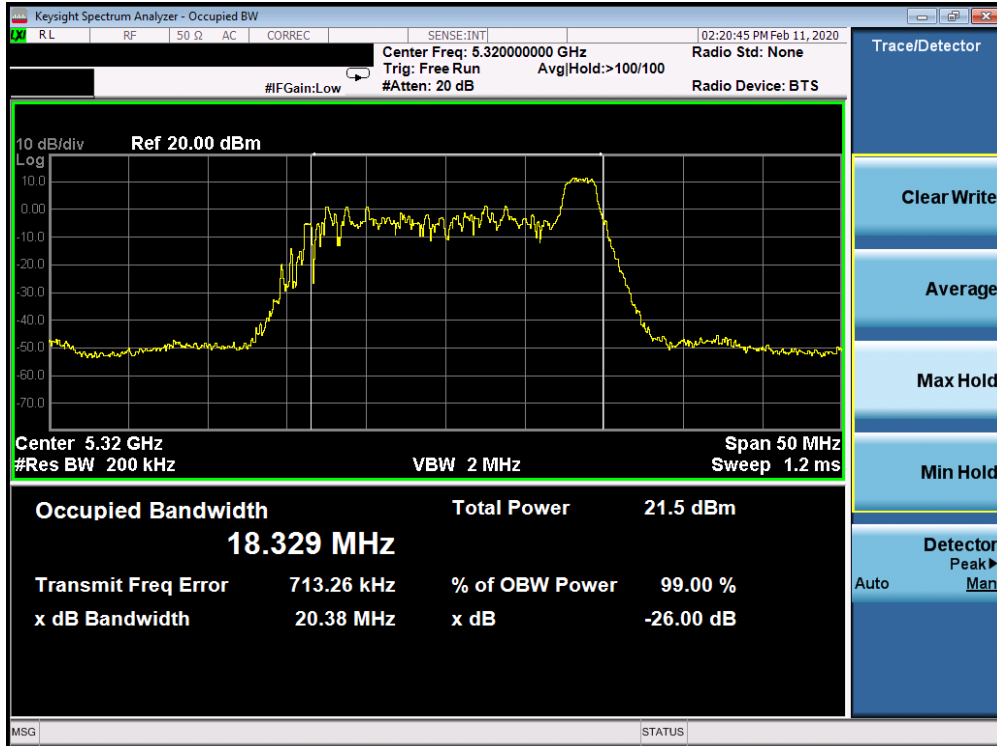 Keysight Spectrum Analyzer - Occupied BW
LXI RL RF 50 Ω AC CORREC SENSE:INT 02:20:45 PM Feb 11, 2020
Center Freq: 5.320000000 GHz Radio Std: None
Trig: Free Run Avg|Hold:>100/100
#IFGain:Low #Atten: 20 dB Radio Device: BTS
10 dB/div Ref 20.00 dBm
Log
10.0
0.00
-10.0
-20.0
-30.0
-40.0
-50.0
-60.0
-70.0
Center 5.32 GHz Span 50 MHz
#Res BW 200 kHz VBW 2 MHz Sweep 1.2 ms
Occupied Bandwidth Total Power 21.5 dBm
18.329 MHz
Transmit Freq Error 713.26 kHz % of OBW Power 99.00 %
x dB Bandwidth 20.38 MHz x dB -26.00 dB
MSG STATUS
Trace/Detector
Clear Write
Average
Max Hold
Min Hold
Detector
Peak▶
Auto Man